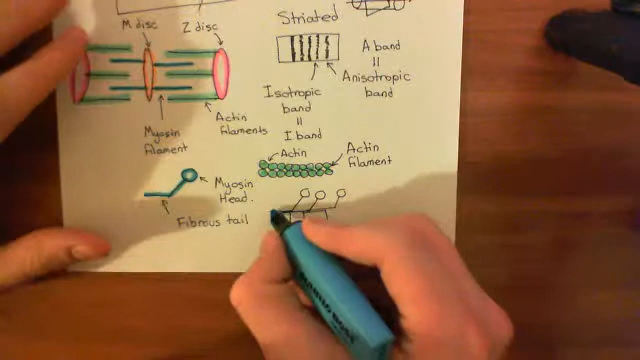 M disc
Z disc
Myosin
filament
Actin
filaments
Striated
A band
=
Anisotropic
band
Isotropic
band
=
I band
Actin
Actin
filament
Myosin
Head.
Fibrous tail